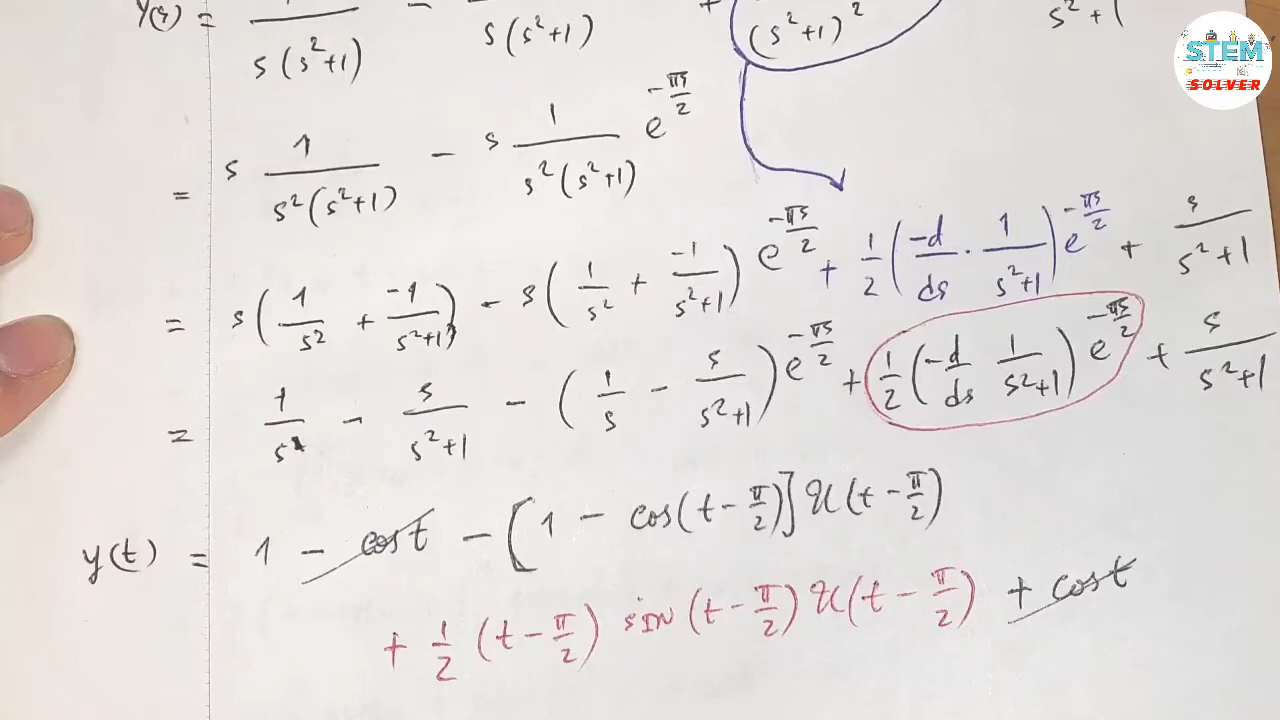 Y(s) = 1/(s(s²+1)) - /(s(s²+1)) + /(s²+1)² s²+1
STEM
SOLVER
= s 1/(s²(s²+1)) - s 1/(s²(s²+1)) e^(-πs/2)
= s(1/s² + -1/(s²+1)) - s(1/s² + -1/(s²+1)) e^(-πs/2) + 1/2(-d/ds · 1/(s²+1)) e^(-πs/2) + s/(s²+1)
= 1/s - s/(s²+1) - (1/s - s/(s²+1)) e^(-πs/2) + 1/2(-d/ds 1/(s²+1)) e^(-πs/2) + s/(s²+1)
y(t) = 1 - cost - [1 - cos(t - π/2)] U(t - π/2)
+ 1/2 (t - π/2) sin(t - π/2) U(t - π/2) + cost